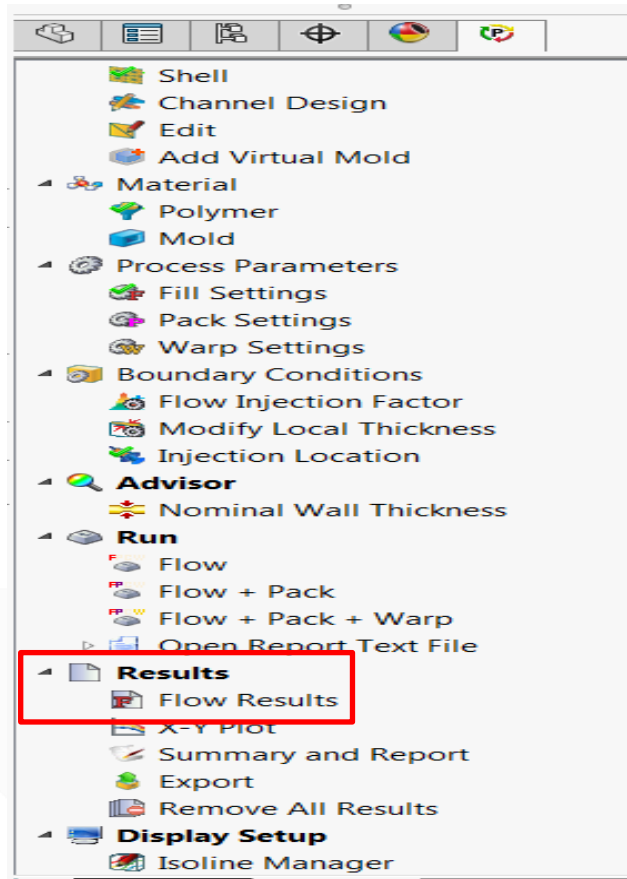 Shell
Channel Design
Edit
Add Virtual Mold
Material
Polymer
Mold
Process Parameters
Fill Settings
Pack Settings
Warp Settings
Boundary Conditions
Flow Injection Factor
Modify Local Thickness
Injection Location
Advisor
Nominal Wall Thickness
Run
Flow
Flow + Pack
Flow + Pack + Warp
Open Report Text File
Results
Flow Results
X-Y Plot
Summary and Report
Export
Remove All Results
Display Setup
Isoline Manager